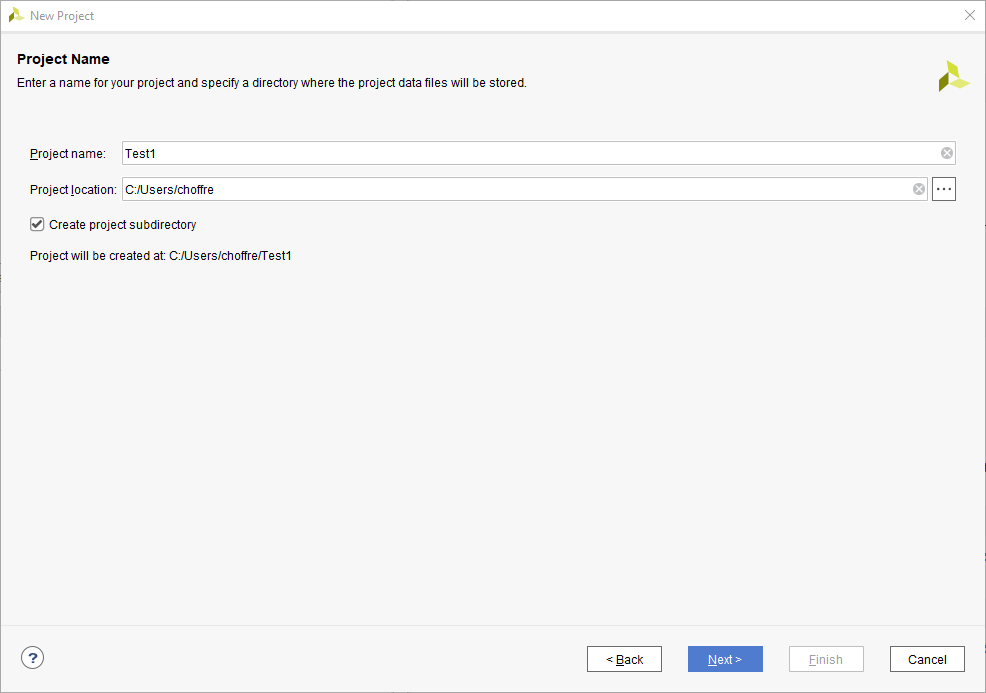 New Project
Project Name
Enter a name for your project and specify a directory where the project data files will be stored.
Project name: Test1
Project location: C:/Users/choffre ...
Create project subdirectory
Project will be created at: C:/Users/choffre/Test1
? < Back Next > Finish Cancel